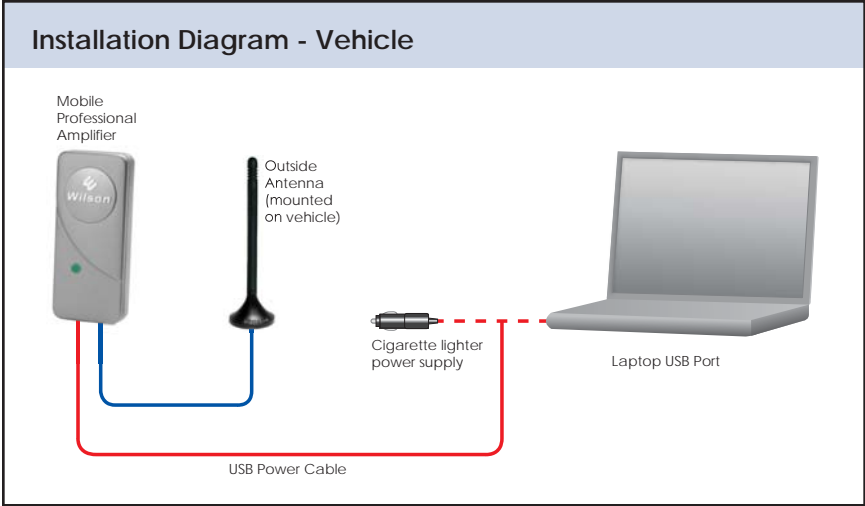 Installation Diagram - Vehicle
Mobile
Professional
Amplifier
Wilson
Outside
Antenna
(mounted
on vehicle)
Cigarette lighter
power supply
Laptop USB Port
USB Power Cable